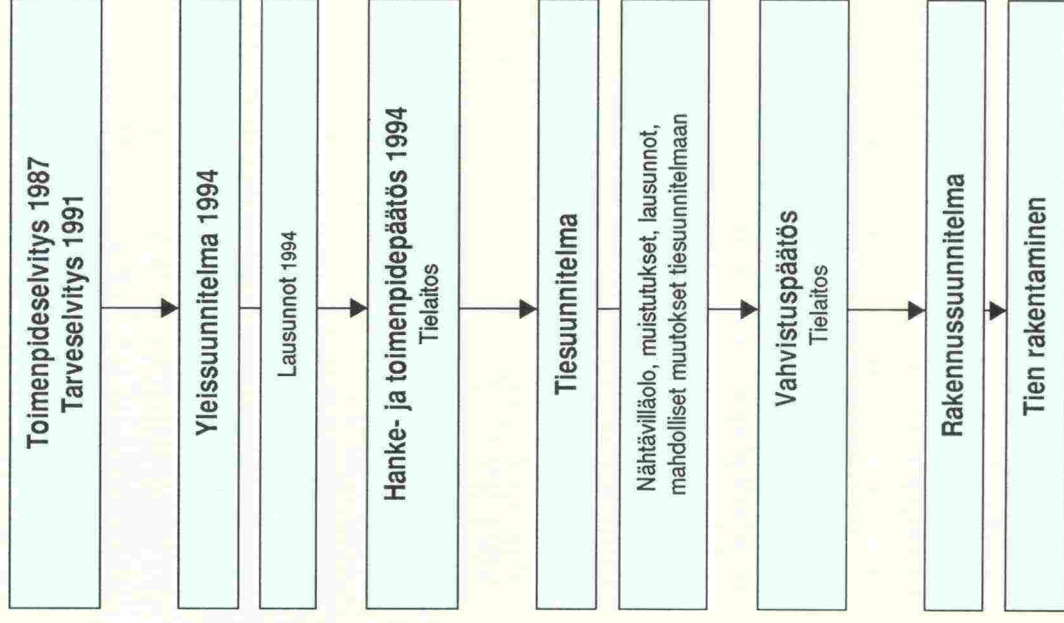 Toimenpideselvitys 1987
Tarveselvitys 1991
Yleissuunnitelma 1994
Lausunnot 1994
Hanke- ja toimenpidepäätös 1994
Tielaitos
Tiesuunnitelma
Nähtävilläolo, muistutukset, lausunnot,
mahdolliset muutokset tiesuunnitelmaan
Vahvistuspäätös
Tielaitos
Rakennussuunnitelma
Tien rakentaminen